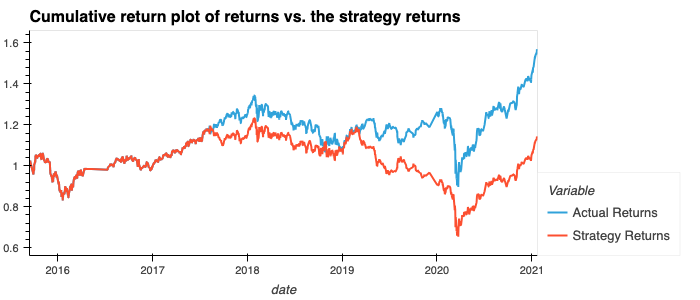 Cumulative return plot of returns vs. the strategy returns
1.6
1.4
1.2
1
0.8
0.6
2016
2017
2018
2019
2020
2021
date
Variable
Actual Returns
Strategy Returns